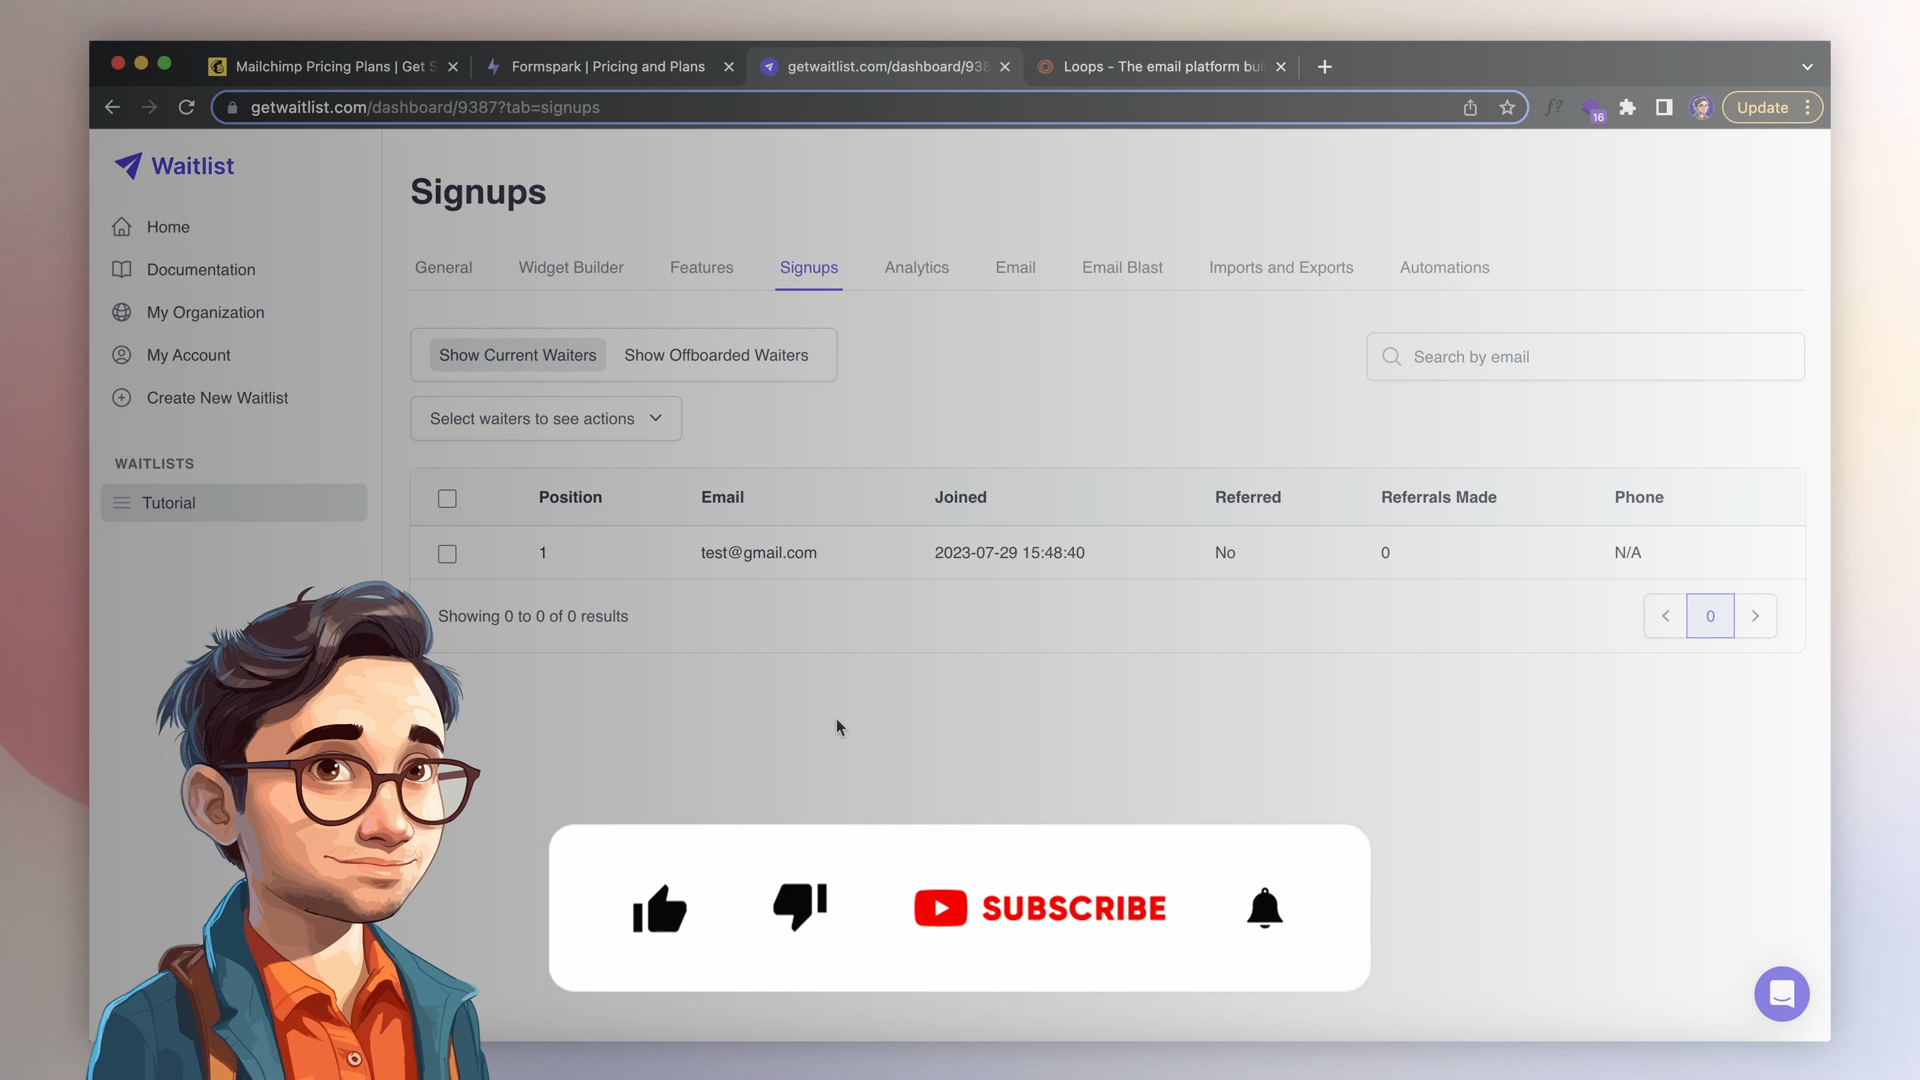 Mailchimp Pricing Plans | Get S
Formspark | Pricing and Plans
getwaitlist.com/dashboard/938
Loops - The email platform bui
getwaitlist.com/dashboard/9387?tab=signups
f?
16
Update
Waitlist
Home
Documentation
My Organization
My Account
Create New Waitlist
WAITLISTS
Tutorial
Signups
General Widget Builder Features Signups Analytics Email Email Blast Imports and Exports Automations
Show Current Waiters Show Offboarded Waiters
Search by email
Select waiters to see actions
Position Email Joined Referred Referrals Made Phone
1 test@gmail.com 2023-07-29 15:48:40 No 0 N/A
Showing 0 to 0 of 0 results
0
SUBSCRIBE